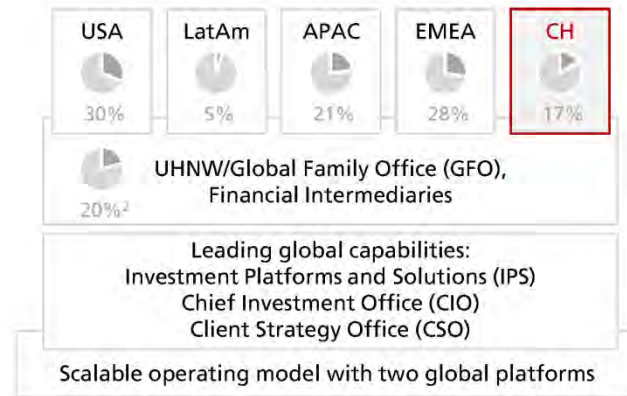 USA LatAm APAC EMEA CH
30% 5% 21% 28% 17%
UHNW/Global Family Office (GFO),
Financial Intermediaries
20%²
Leading global capabilities:
Investment Platforms and Solutions (IPS)
Chief Investment Office (CIO)
Client Strategy Office (CSO)
Scalable operating model with two global platforms